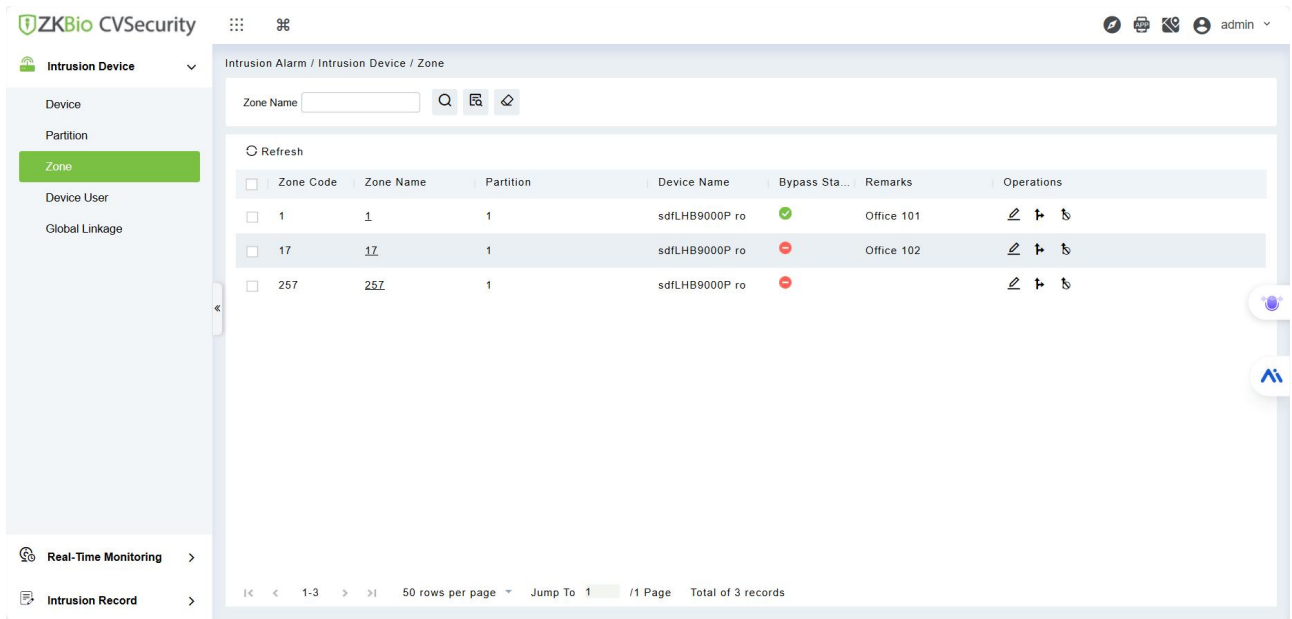 ZKBio CVSecurity
admin
Intrusion Device
Device
Partition
Zone
Device User
Global Linkage
Real-Time Monitoring
Intrusion Record
Intrusion Alarm / Intrusion Device / Zone
Zone Name
Refresh
Zone Code Zone Name Partition Device Name Bypass Sta... Remarks Operations
1 1 1 sdfLHB9000P ro Office 101
17 17 1 sdfLHB9000P ro Office 102
257 257 1 sdfLHB9000P ro
1-3 50 rows per page Jump To 1 /1 Page Total of 3 records